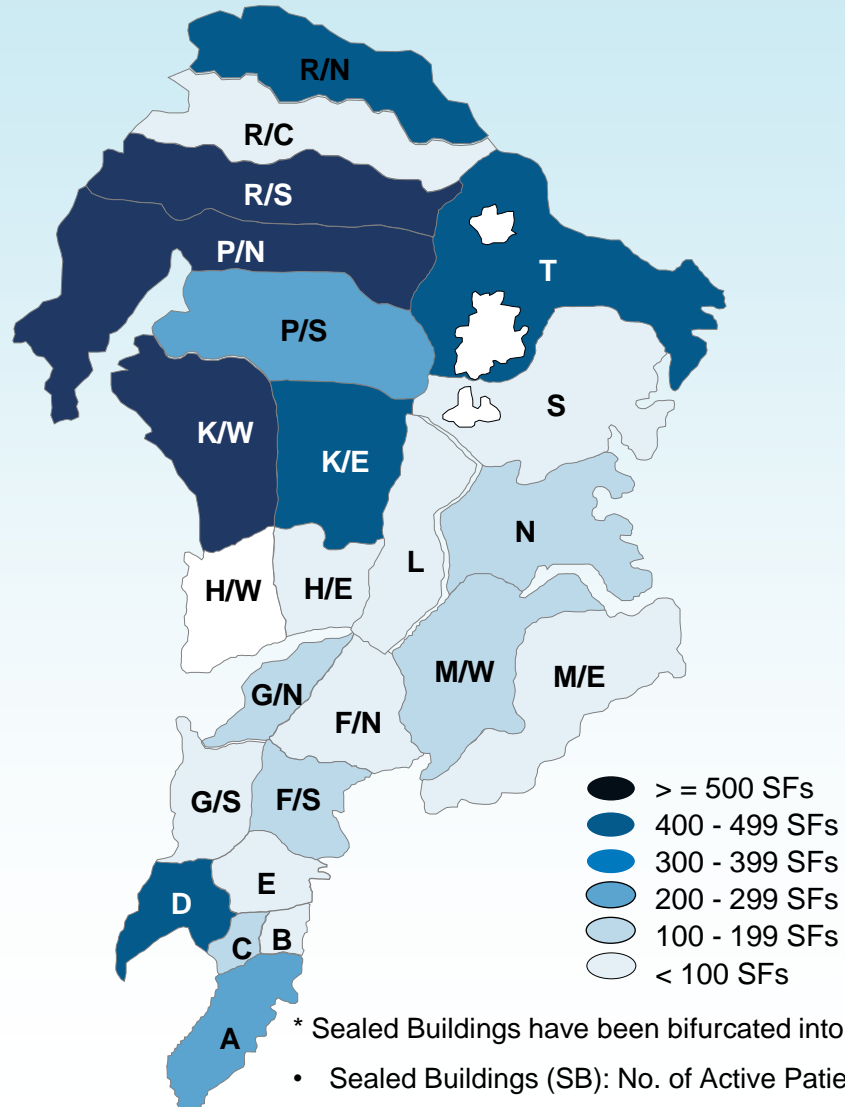 R/N
R/C
R/S
P/N
T
P/S
S
K/W
K/E
N
L
H/W
H/E
M/W
M/E
G/N
F/N
G/S
F/S
> = 500 SFs
400 - 499 SFs
300 - 399 SFs
200 - 299 SFs
100 - 199 SFs
< 100 SFs
E
D
B
C
A
* Sealed Buildings have been bifurcated into
• Sealed Buildings (SB): No. of Active Patie